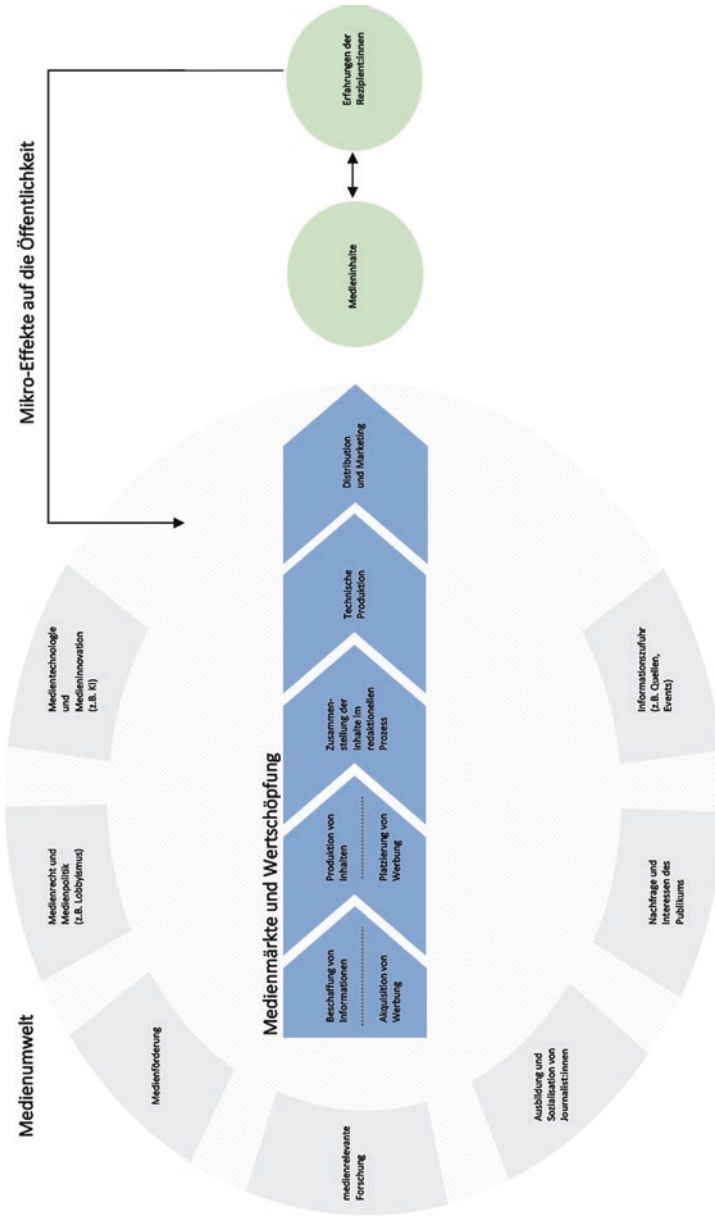 Medienumwelt
Mikro-Effekte auf die Öffentlichkeit
Medienförderung
Medienrecht und
Medienpolitik
(z.B. Lobbyismus)
Medientechnologie
und
Medieninnovation
(z.B. KI)
medienrelevante
Forschung
Medienmärkte und Wertschöpfung
Beschaffung von
Informationen
Akquisition von
Werbung
Produktion von
Inhalten
Platzierung von
Werbung
Zusammen-
stellung der
Inhalte im
redaktionellen
Prozess
Technische
Produktion
Distribution
und Marketing
Medieninhalte
Erfahrungen der
Rezipient:innen
Ausbildung und
Sozialisation von
Journalist:innen
Nachfrage und
Interessen des
Publikums
Informationszufuhr
(z.B. Quellen,
Events)